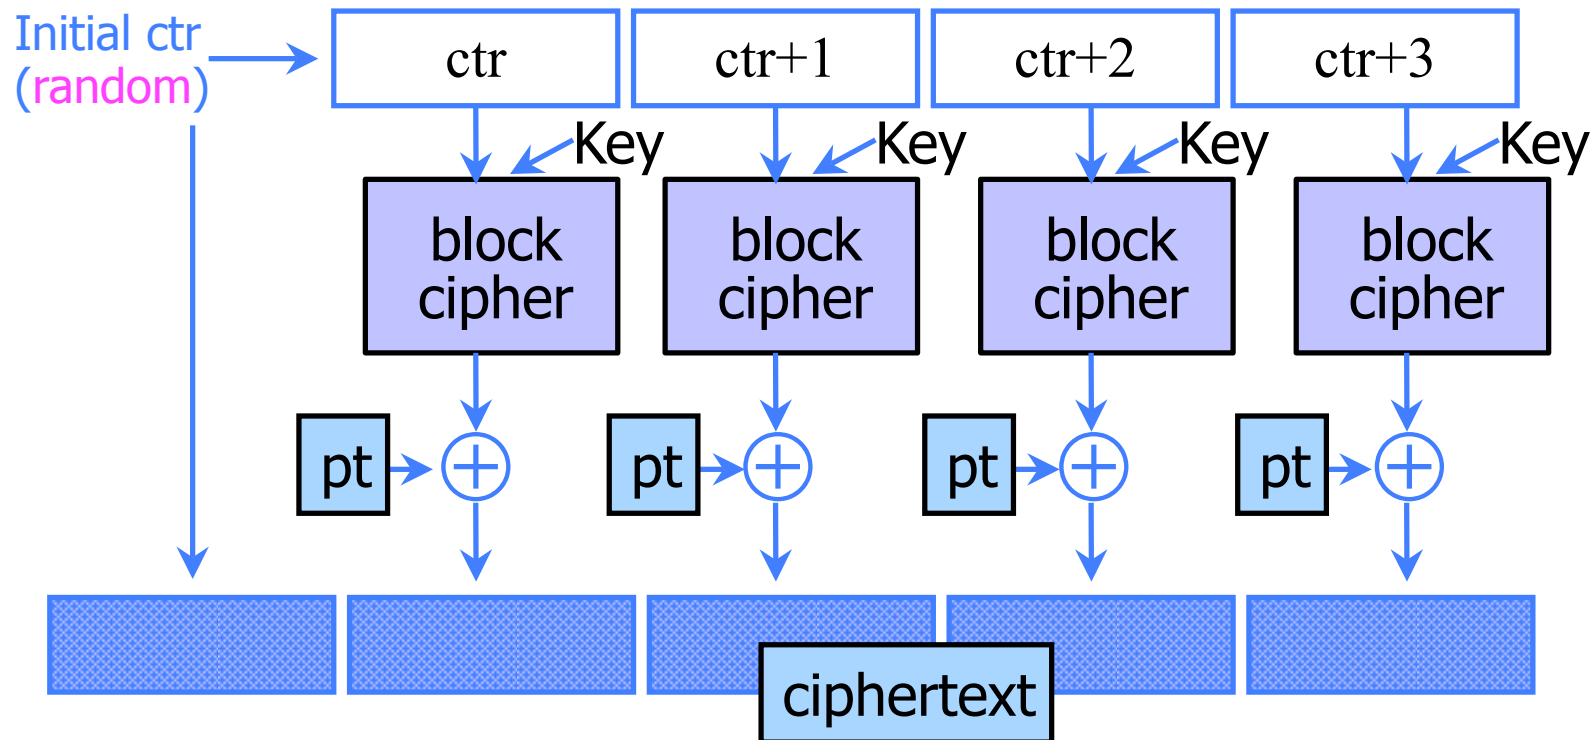 Initial ctr
(random)
ctr
ctr+1
ctr+2
ctr+3
Key
Key
Key
Key
block
cipher
block
cipher
block
cipher
block
cipher
pt
pt
pt
pt
ciphertext